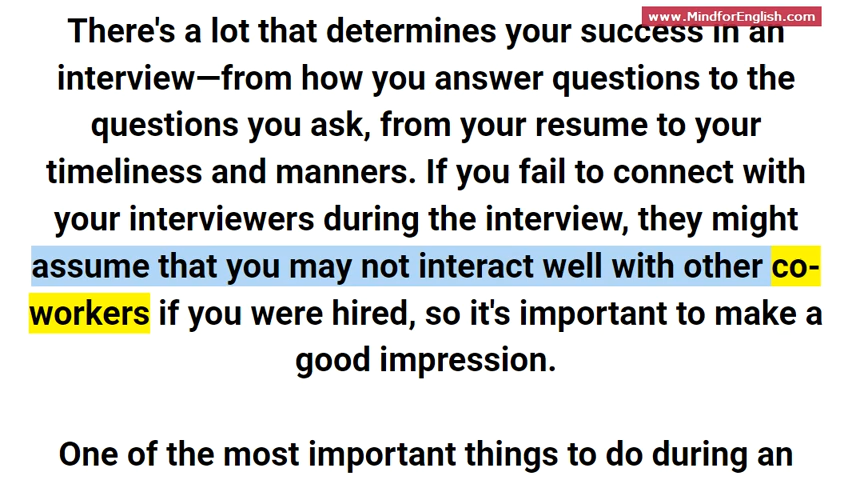 www.MindforEnglish.com
There's a lot that determines your success in an
interview—from how you answer questions to the
questions you ask, from your resume to your
timeliness and manners. If you fail to connect with
your interviewers during the interview, they might
assume that you may not interact well with other co-
workers if you were hired, so it's important to make a
good impression.
One of the most important things to do during an